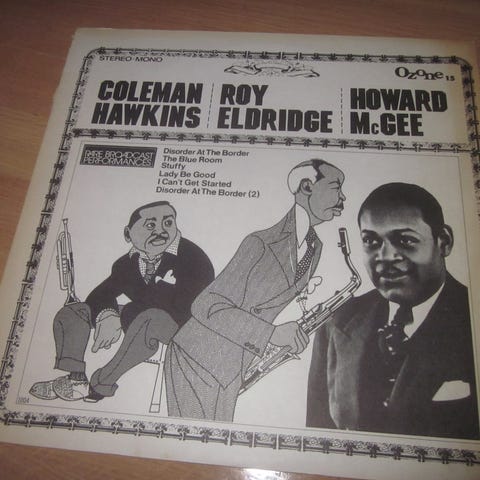 STEREO-MONO
Ozone 15
COLEMAN HAWKINS
ROY ELDRIDGE
HOWARD McGEE
RARE BROADCAST
PERFORMANCES
Disorder At The Border
The Blue Room
Stuffy
Lady Be Good
I Can't Get Started
Disorder At The Border (2)